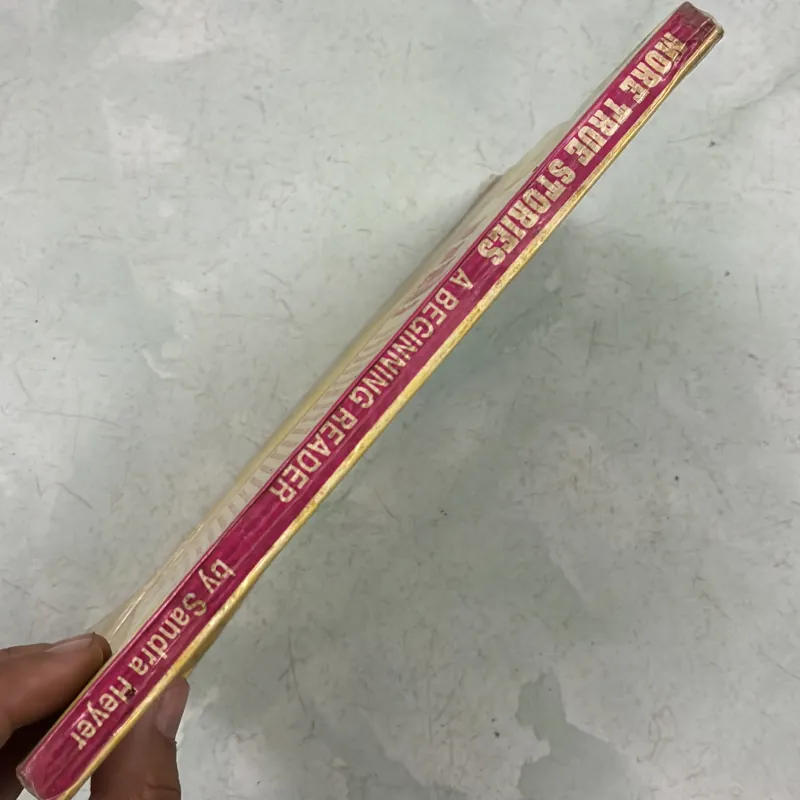 MORE TRUE STORIES A BEGINNING READER by Sandra Heyer